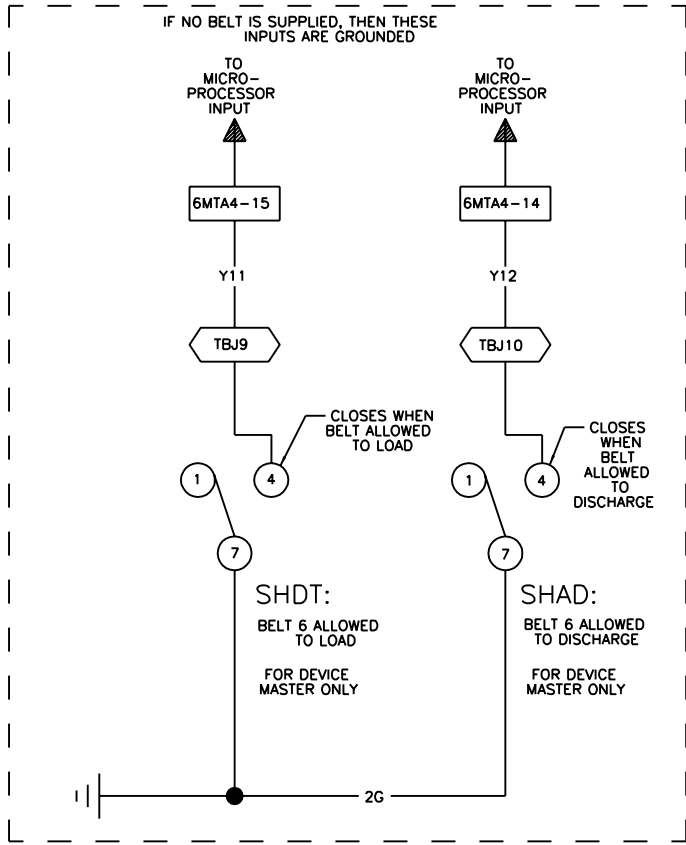 IF NO BELT IS SUPPLIED, THEN THESE
INPUTS ARE GROUNDED
TO
MICRO-
PROCESSOR
INPUT
TO
MICRO-
PROCESSOR
INPUT
6MTA4-15
6MTA4-14
Y11
Y12
TBJ9
TBJ10
CLOSES WHEN
BELT ALLOWED
TO LOAD
CLOSES
WHEN
BELT
ALLOWED
TO
DISCHARGE
1
4
1
4
7
7
SHDT:
BELT 6 ALLOWED
TO LOAD
FOR DEVICE
MASTER ONLY
SHAD:
BELT 6 ALLOWED
TO DISCHARGE
FOR DEVICE
MASTER ONLY
2G